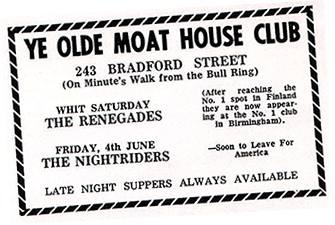 YE OLDE MOAT HOUSE CLUB
243 BRADFORD STREET
(On Minute's Walk from the Bull Ring)
WHIT SATURDAY
THE RENEGADES
(After reaching the
No. 1 spot in Finland
they are now appear-
ing at the No. 1 club
in Birmingham).
FRIDAY, 4th JUNE
THE NIGHTRIDERS
—Soon to Leave For
America
LATE NIGHT SUPPERS ALWAYS AVAILABLE